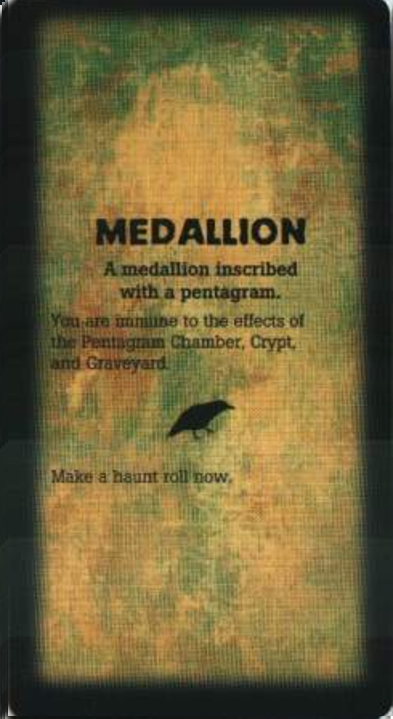 MEDALLION
A medallion inscribed
with a pentagram.
You are immune to the effects of
the Pentagram Chamber, Crypt,
and Graveyard.
Make a haunt roll now.